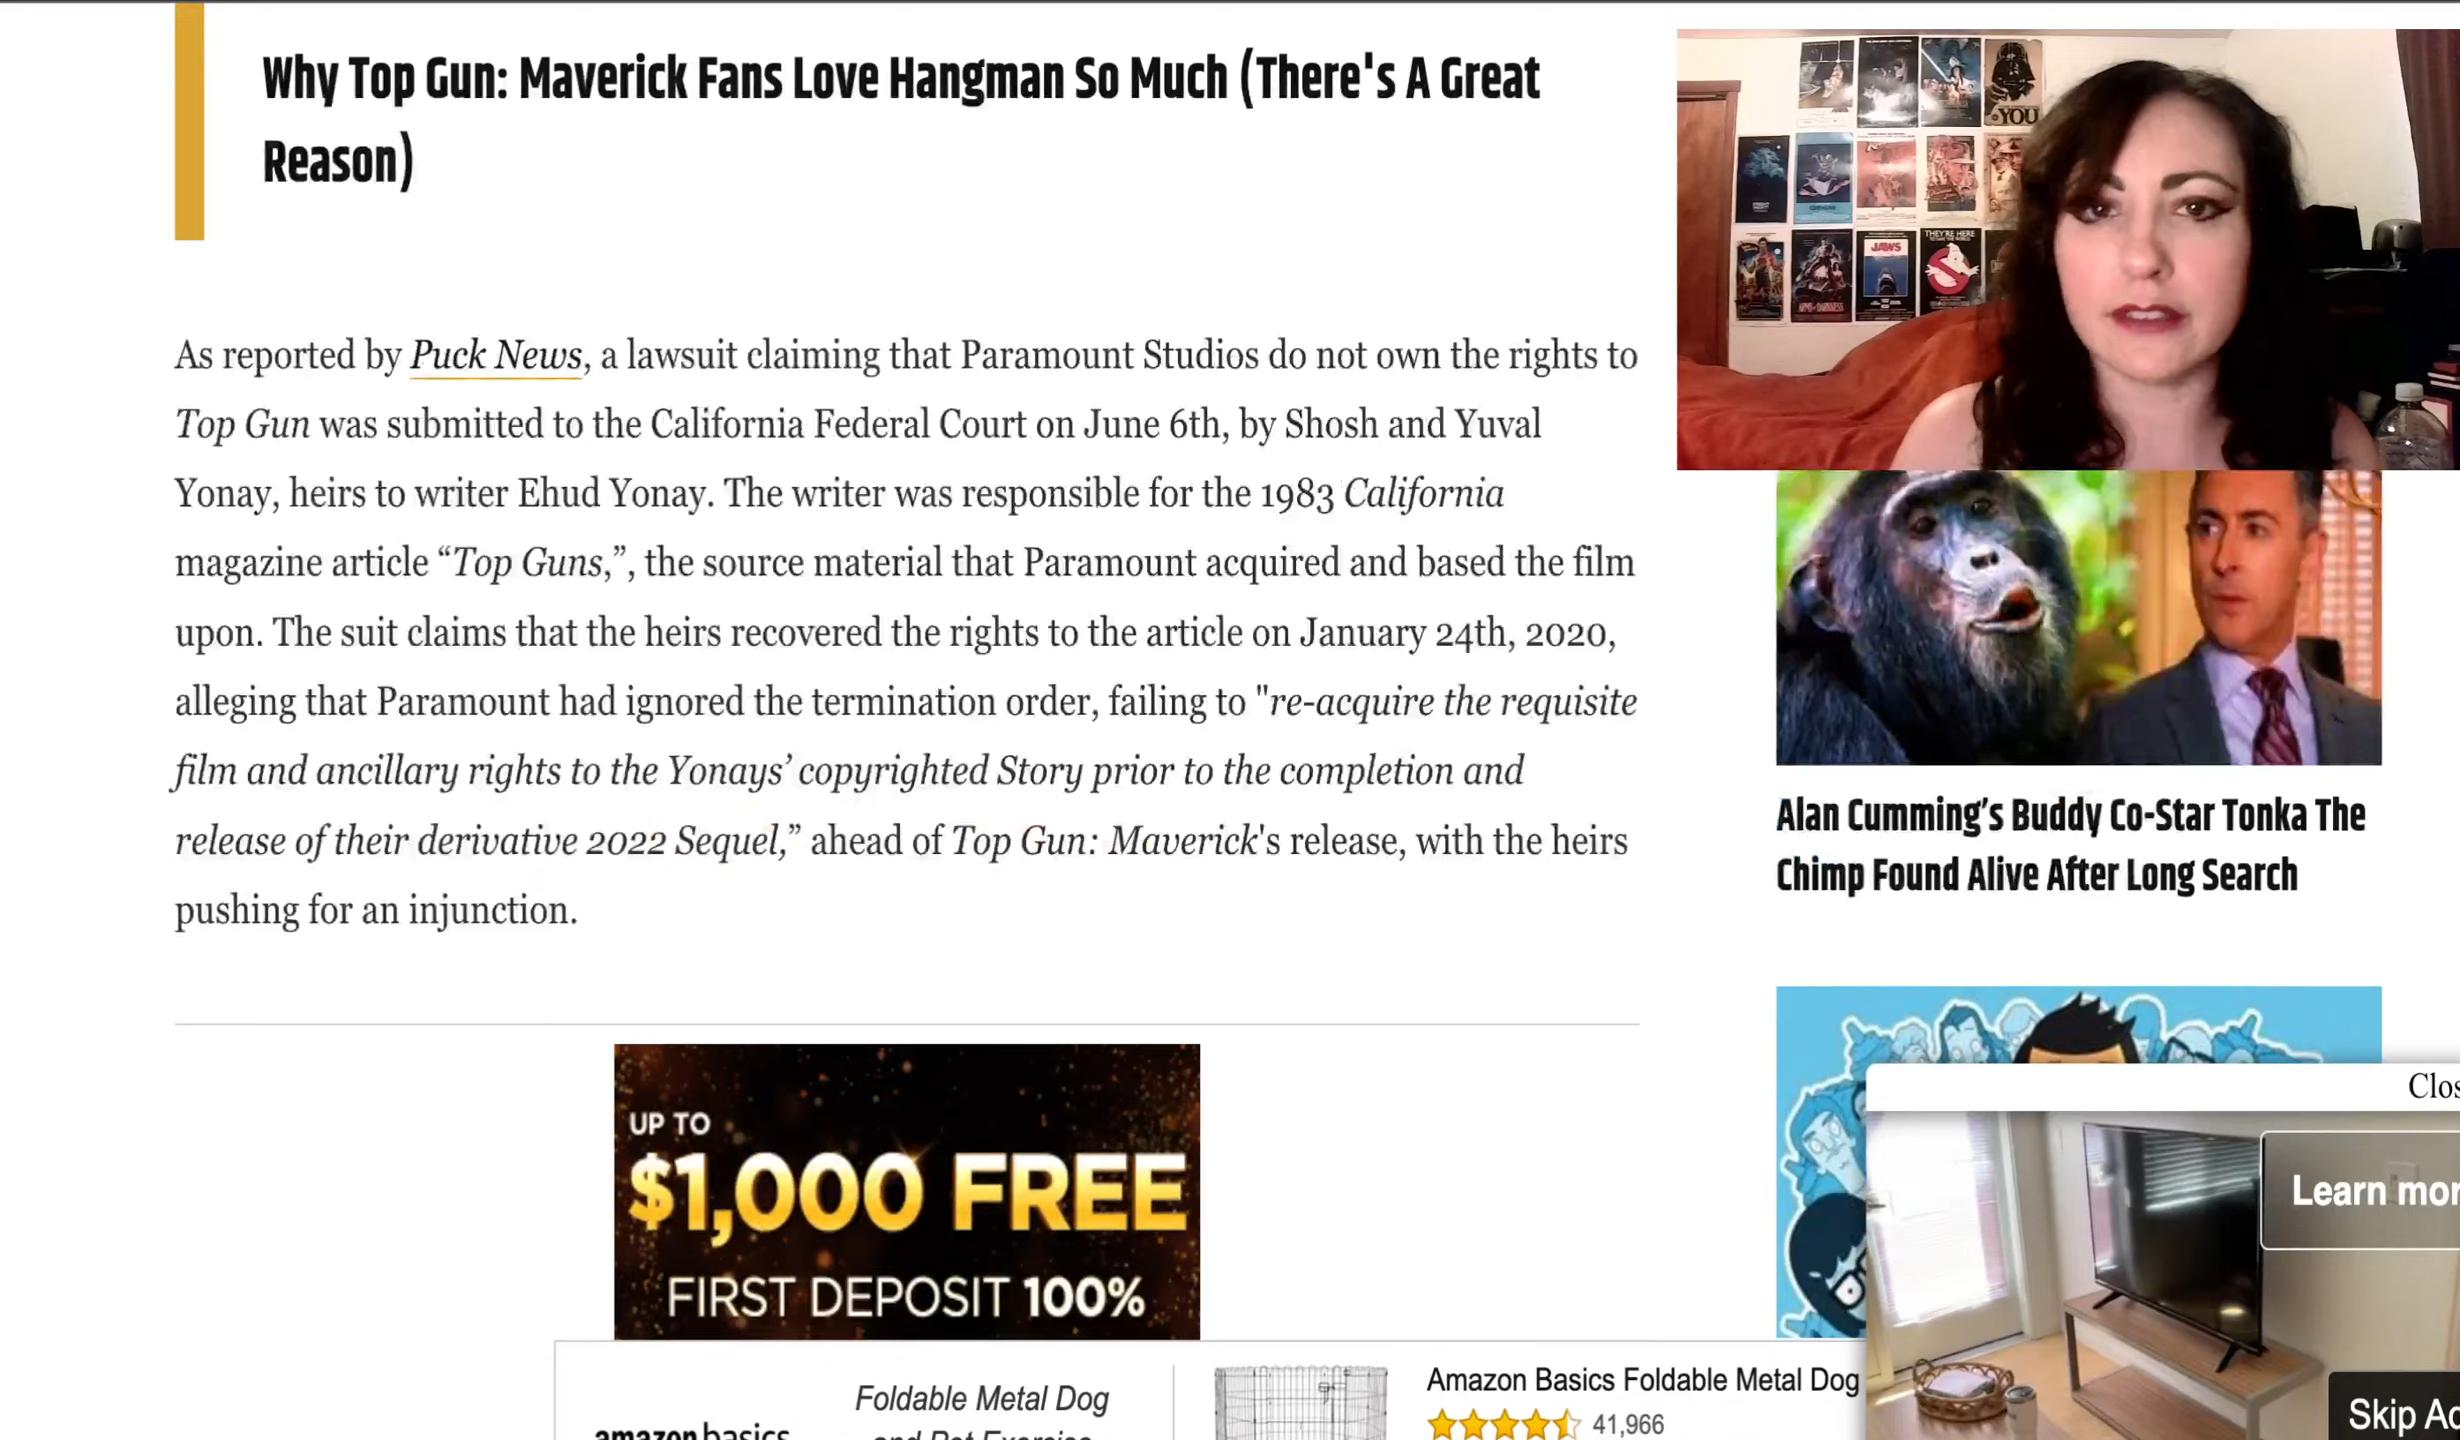 Why Top Gun: Maverick Fans Love Hangman So Much (There's A Great
Reason)
As reported by Puck News, a lawsuit claiming that Paramount Studios do not own the rights to
Top Gun was submitted to the California Federal Court on June 6th, by Shosh and Yuval
Yonay, heirs to writer Ehud Yonay. The writer was responsible for the 1983 California
magazine article “Top Guns,”, the source material that Paramount acquired and based the film
upon. The suit claims that the heirs recovered the rights to the article on January 24th, 2020,
alleging that Paramount had ignored the termination order, failing to "re-acquire the requisite
film and ancillary rights to the Yonays’ copyrighted Story prior to the completion and
release of their derivative 2022 Sequel,” ahead of Top Gun: Maverick's release, with the heirs
pushing for an injunction.
YOU
JAWS
THEY'RE HERE
Alan Cumming’s Buddy Co-Star Tonka The
Chimp Found Alive After Long Search
UP TO
$1,000 FREE
FIRST DEPOSIT 100%
Clos
Learn mor
Skip Ad
amazon basics
Foldable Metal Dog
and Pet Exercise
Amazon Basics Foldable Metal Dog
41,966